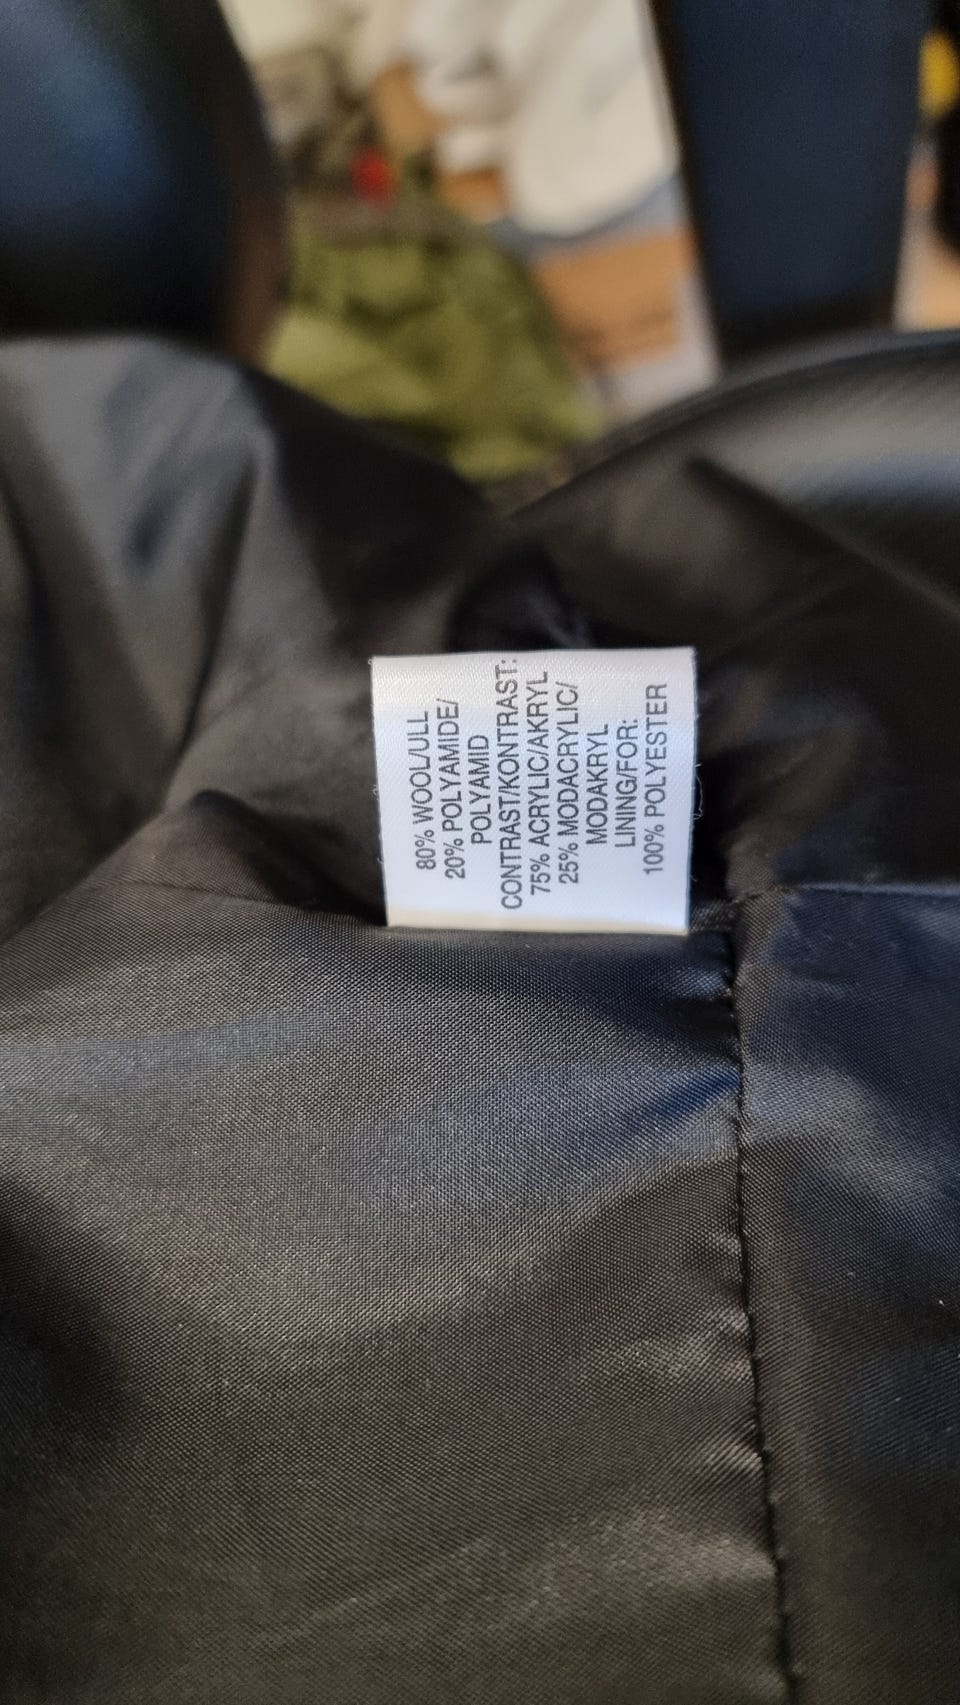 80% WOOL/ULL
20% POLYAMIDE/
POLYAMID
CONTRAST/KONTRAST:
75% ACRYLIC/AKRYL
25% MODACRYLIC/
MODAKRYL
LINING/FOR:
100% POLYESTER